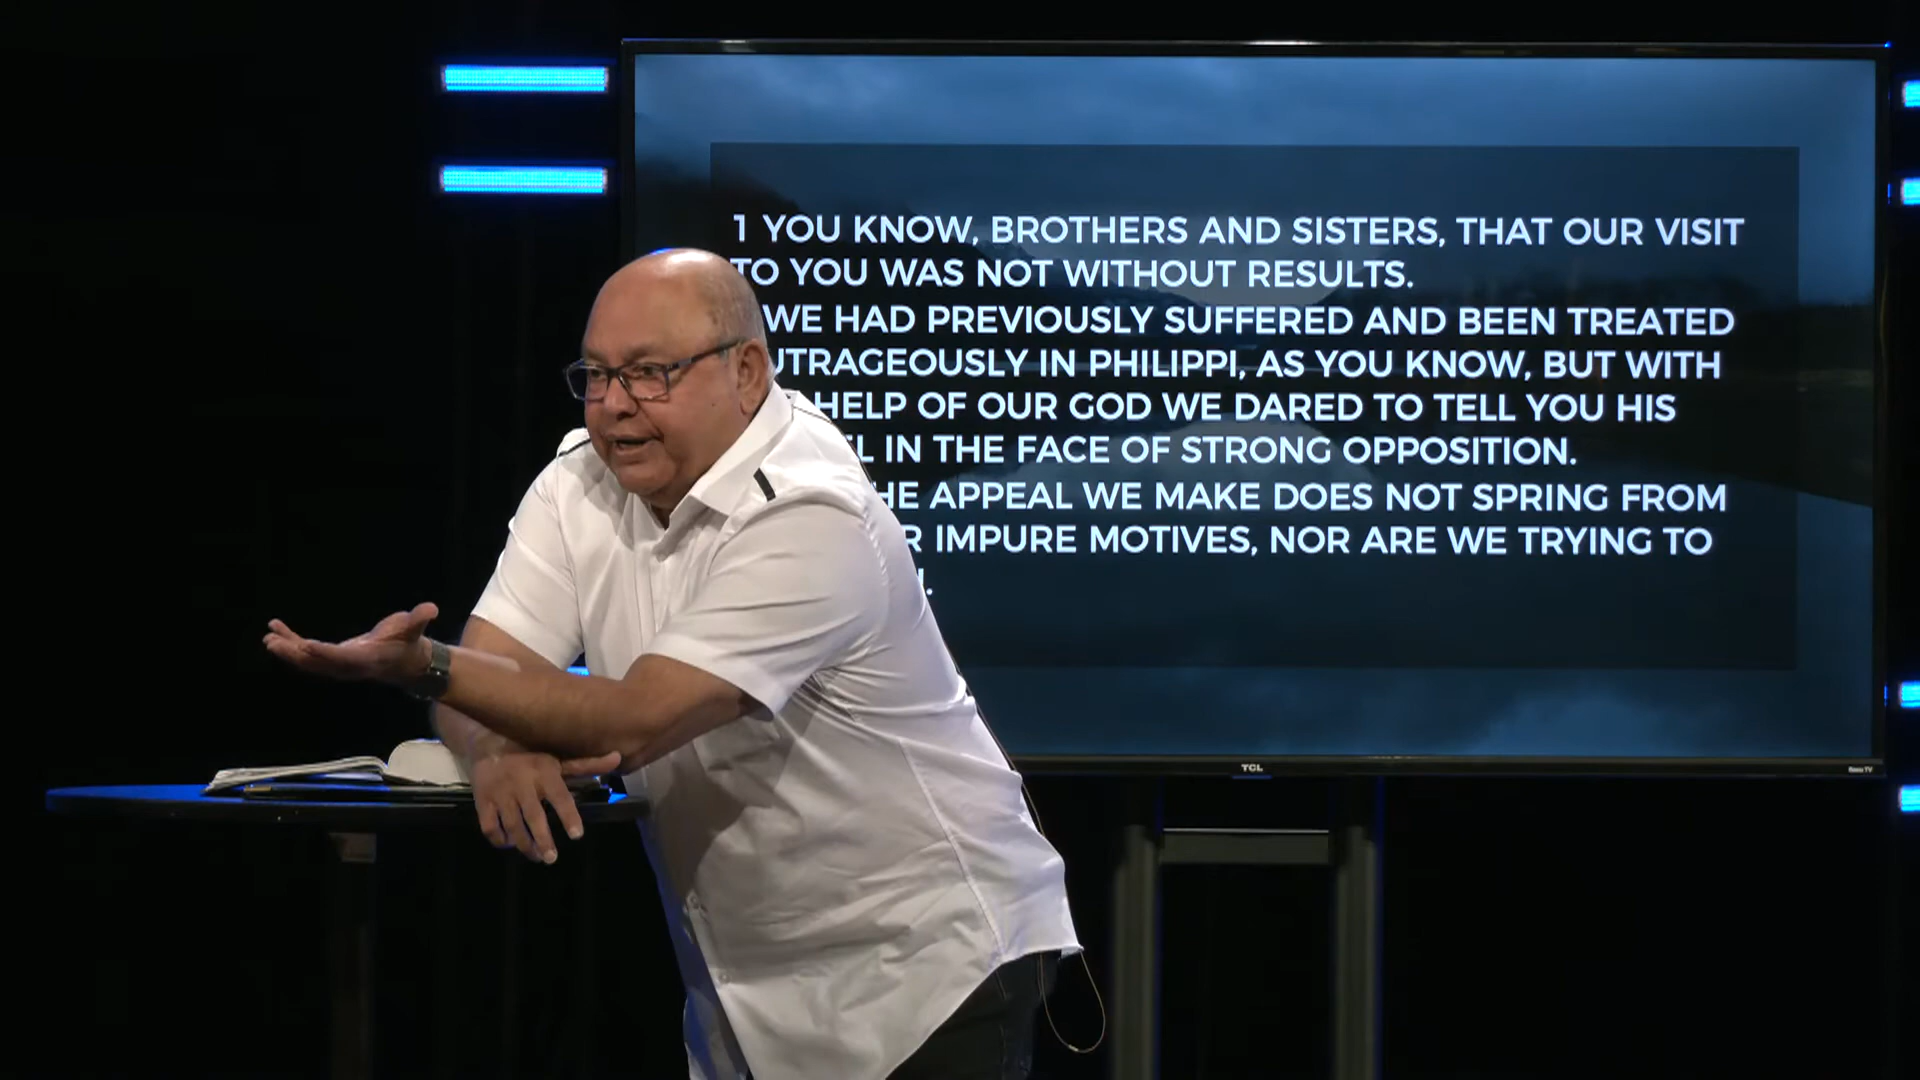 1 YOU KNOW, BROTHERS AND SISTERS, THAT OUR VISIT
TO YOU WAS NOT WITHOUT RESULTS.
WE HAD PREVIOUSLY SUFFERED AND BEEN TREATED
UTRAGEOUSLY IN PHILIPPI, AS YOU KNOW, BUT WITH
HELP OF OUR GOD WE DARED TO TELL YOU HIS
L IN THE FACE OF STRONG OPPOSITION.
HE APPEAL WE MAKE DOES NOT SPRING FROM
R IMPURE MOTIVES, NOR ARE WE TRYING TO
TCL
Roku TV